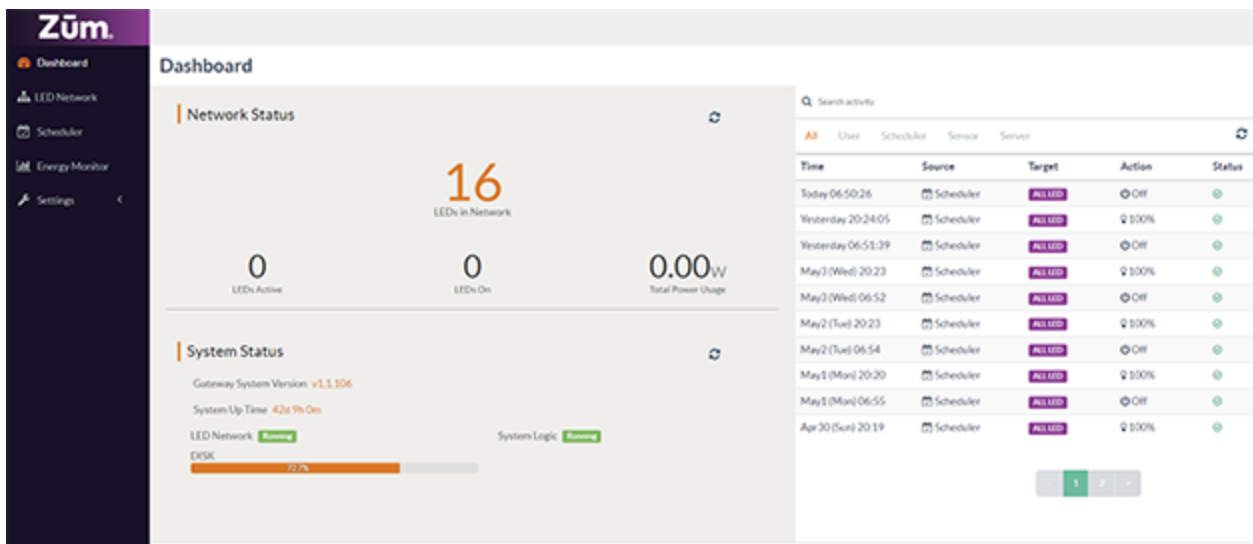 Zūm.
Dashboard
LED Network
Scheduler
Energy Monitor
Settings
Dashboard
Network Status
16
LEDs in Network
0
LEDs Active
0
LEDs On
0.00W
Total Power Usage
System Status
Gateway System Version v1.1.106
System Up Time 42d 9h 0m
LED Network Running
System Logic Running
DISK
72.7%
Search activity
All User Scheduler Sensor Server
Time Source Target Action Status
Today 06:50:26 Scheduler ALL LED Off
Yesterday 20:24:05 Scheduler ALL LED 100%
Yesterday 06:51:39 Scheduler ALL LED Off
May3 (Wed) 20:23 Scheduler ALL LED 100%
May3 (Wed) 06:52 Scheduler ALL LED Off
May2 (Tue) 20:23 Scheduler ALL LED 100%
May2 (Tue) 06:54 Scheduler ALL LED Off
May1 (Mon) 20:20 Scheduler ALL LED 100%
May1 (Mon) 06:55 Scheduler ALL LED Off
Apr30 (Sun) 20:19 Scheduler ALL LED 100%
1 2